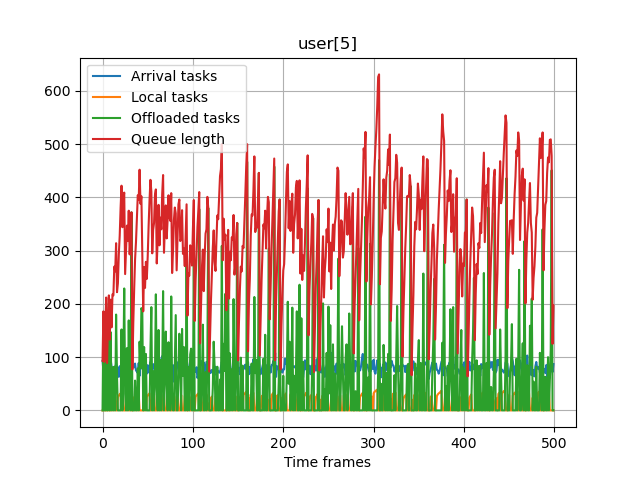 user[5]
Arrival tasks
Local tasks
Offloaded tasks
Queue length
600
500
400
300
200
100
0
0 100 200 300 400 500
Time frames